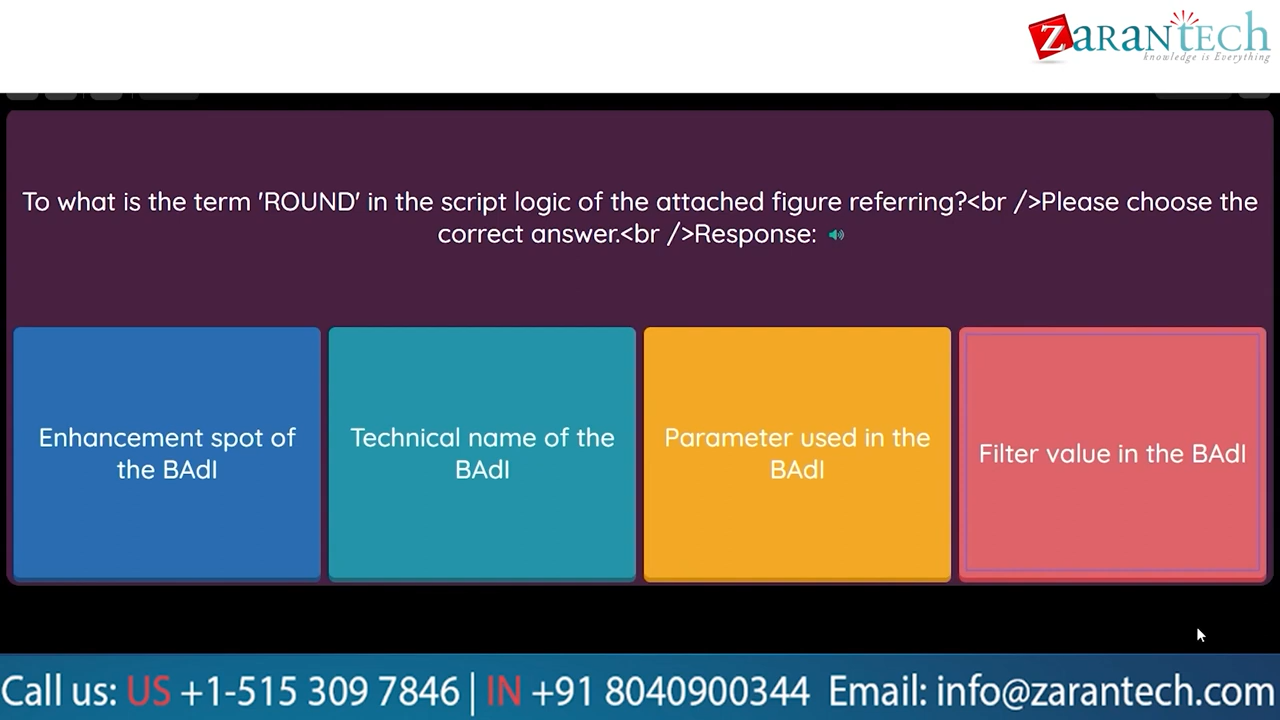 ZARANTECH
knowledge is Everything
To what is the term 'ROUND' in the script logic of the attached figure referring?<br />Please choose the
correct answer.<br />Response:
Enhancement spot of
the BAdI
Technical name of the
BAdI
Parameter used in the
BAdI
Filter value in the BAdI
Call us: US +1-515 309 7846 | IN +91 8040900344 Email: info@zarantech.com